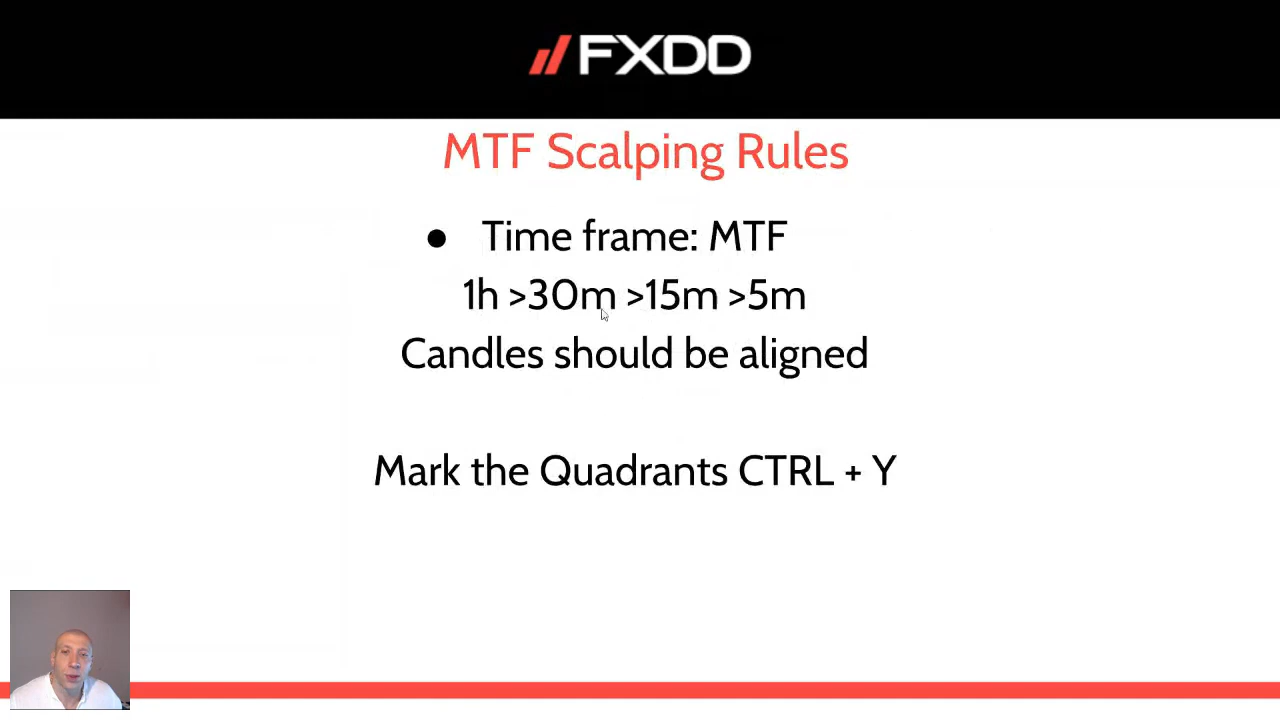 FXDD
MTF Scalping Rules
● Time frame: MTF
1h >30m >15m >5m
Candles should be aligned
Mark the Quadrants CTRL + Y